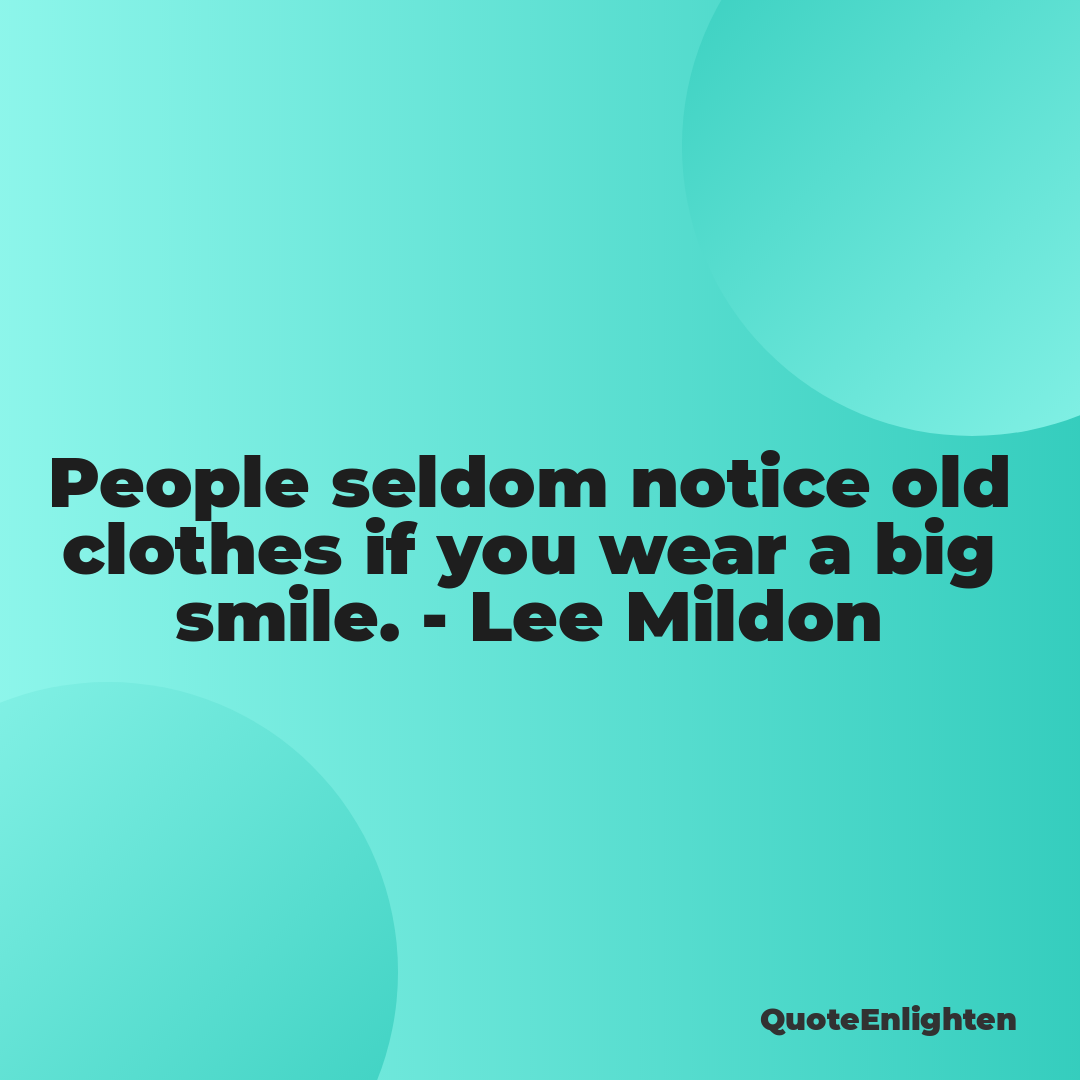 People seldom notice old
clothes if you wear a big
smile. - Lee Mildon
QuoteEnlighten